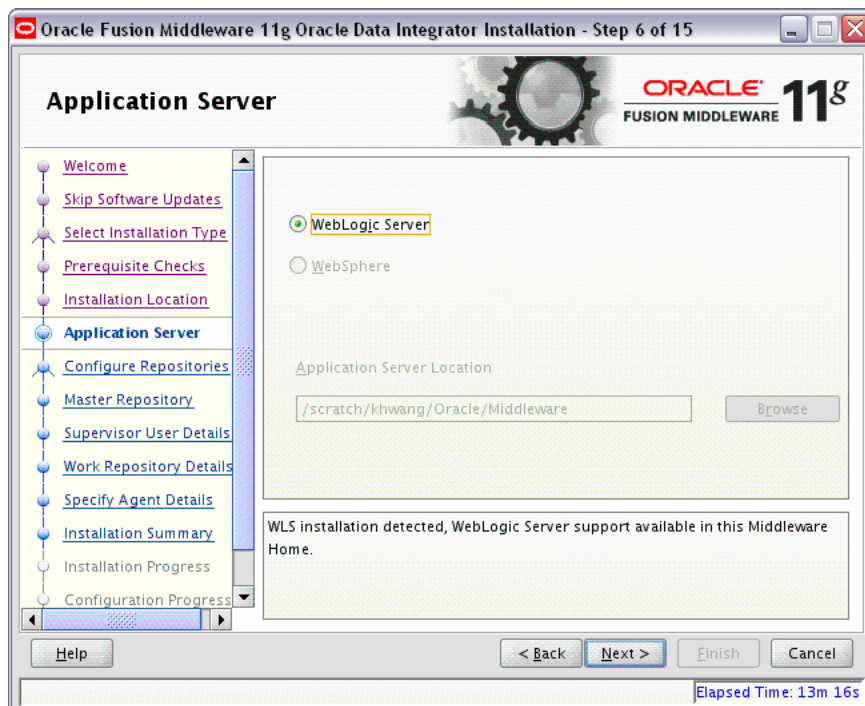 Oracle Fusion Middleware 11g Oracle Data Integrator Installation - Step 6 of 15
Application Server
ORACLE
FUSION MIDDLEWARE
11g
Welcome
Skip Software Updates
Select Installation Type
Prerequisite Checks
Installation Location
Application Server
Configure Repositories
Master Repository
Supervisor User Details
Work Repository Details
Specify Agent Details
Installation Summary
Installation Progress
Configuration Progress
WebLogic Server
WebSphere
Application Server Location
/scratch/khwang/Oracle/Middleware
Browse
WLS installation detected, WebLogic Server support available in this Middleware
Home.
Help
< Back
Next >
Finish
Cancel
Elapsed Time: 13m 16s